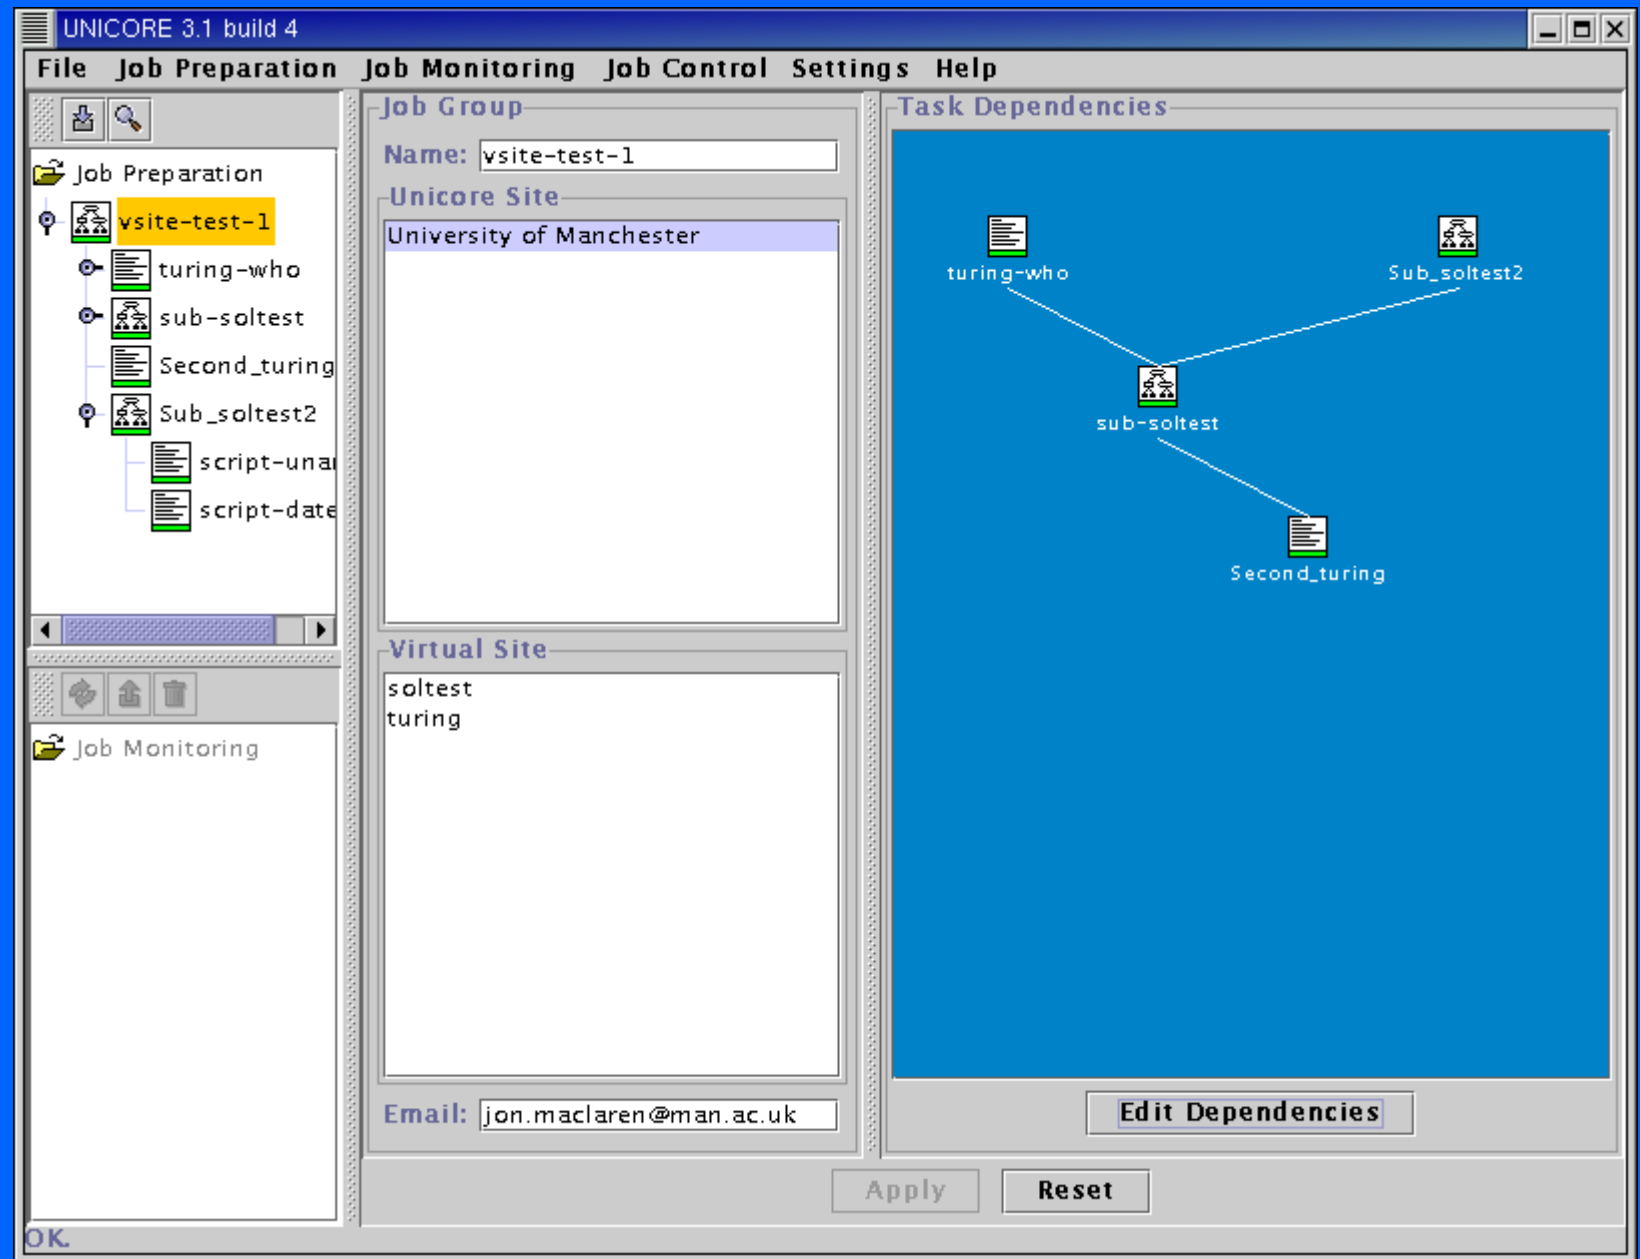 UNICORE 3.1 build 4
File Job Preparation Job Monitoring Job Control Settings Help
Job Preparation
vsite-test-1
turing-who
sub-soltest
Second_turing
Sub_soltest2
script-unai
script-date
Job Monitoring
Job Group
Name: vsite-test-1
Unicore Site
University of Manchester
Virtual Site
soltest
turing
Email: jon.maclaren@man.ac.uk
Task Dependencies
turing-who
Sub_soltest2
sub-soltest
Second_turing
Edit Dependencies
Apply Reset
OK.